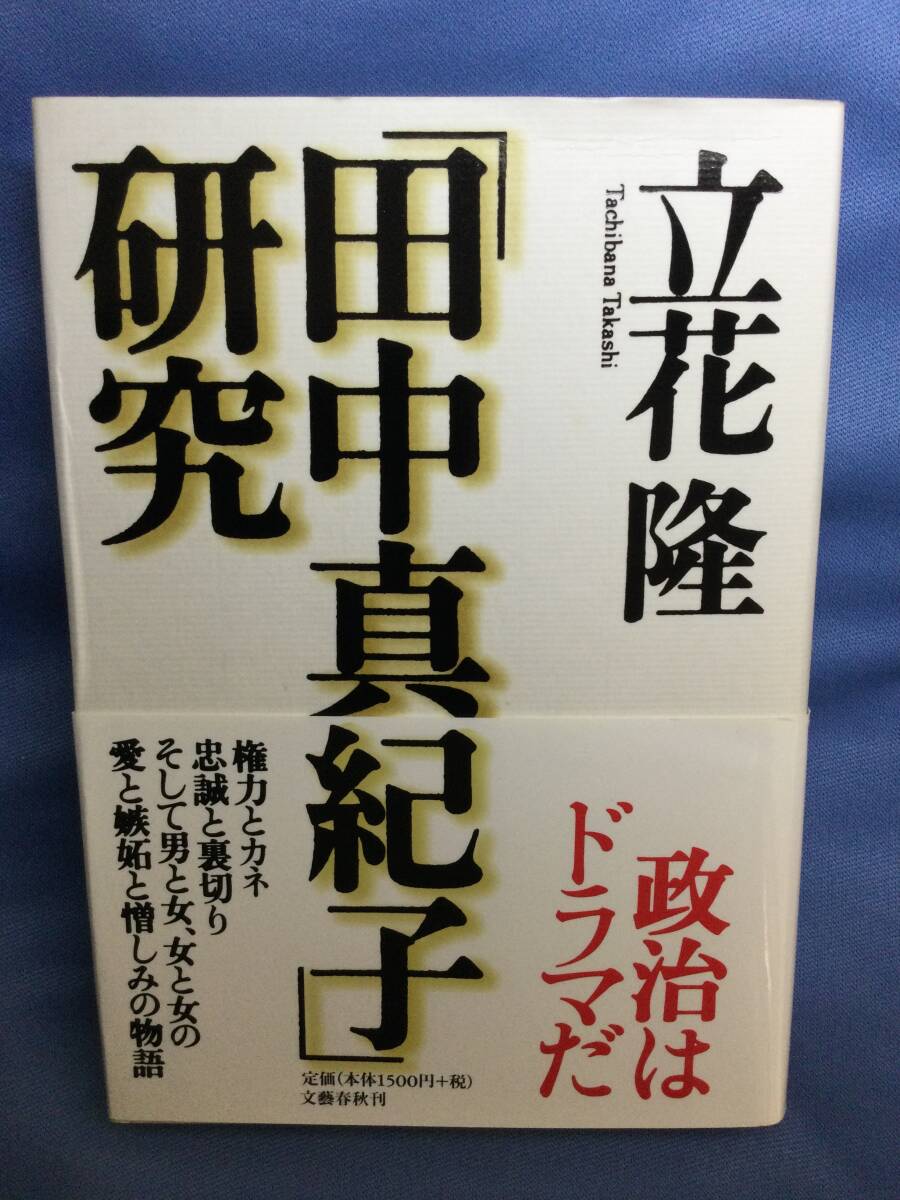 立花隆
Tachibana Takashi
「田中真紀子」
研究
政治は
ドラマだ
権力とカネ
忠誠と裏切り
そして男と女、女と女の
愛と嫉妬と憎しみの物語
定価(本体1500円+税)
文藝春秋刊